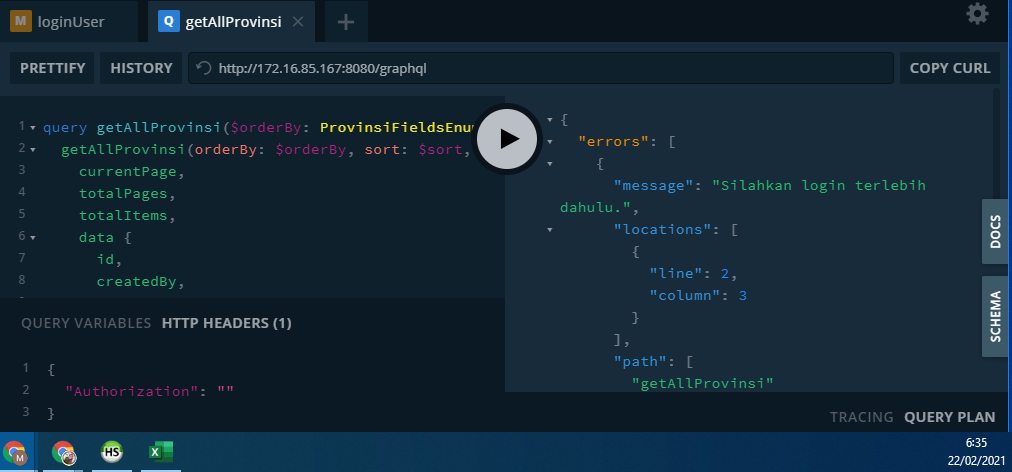 M loginUser
Q getAllProvinsi ✕
+
PRETTIFY
HISTORY
http://172.16.85.167:8080/graphql
COPY CURL
1 query getAllProvinsi($orderBy: ProvinsiFieldsEnu
2 getAllProvinsi(orderBy: $orderBy, sort: $sort,
3 currentPage,
4 totalPages,
5 totalItems,
6 data {
7 id,
8 createdBy,
QUERY VARIABLES HTTP HEADERS (1)
1 {
2 "Authorization": ""
3 }
{
"errors": [
{
"message": "Silahkan login terlebih
dahulu.",
"locations": [
{
"line": 2,
"column": 3
}
],
"path": [
"getAllProvinsi"
DOCS
SCHEMA
TRACING QUERY PLAN
M
HS
X
6:35
22/02/2021